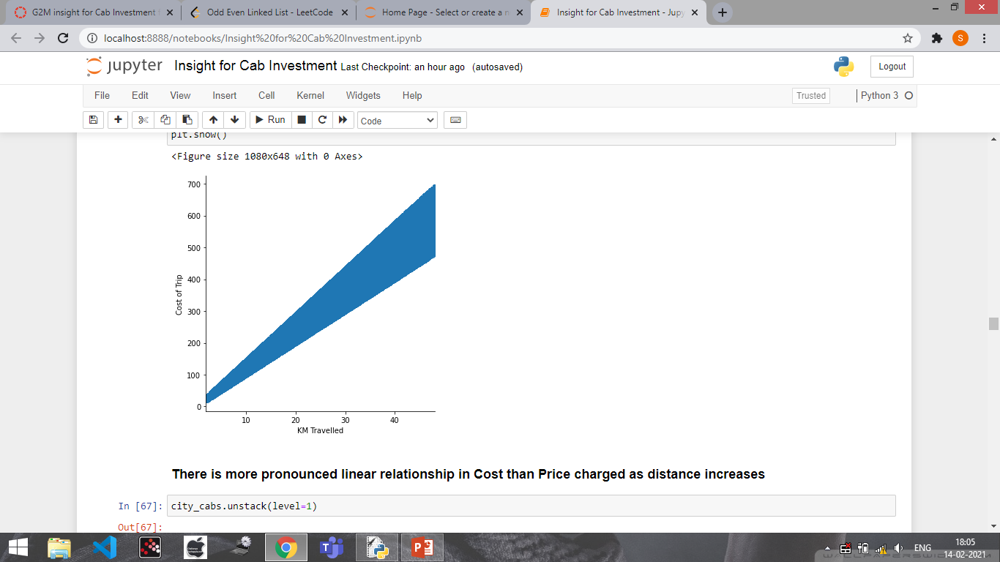 G2M insight for Cab Investment
Odd Even Linked List - LeetCode
Home Page - Select or create a n
Insight for Cab Investment - Jupy
localhost:8888/notebooks/Insight%20for%20Cab%20Investment.ipynb
S
jupyter Insight for Cab Investment Last Checkpoint: an hour ago (autosaved)
Logout
File Edit View Insert Cell Kernel Widgets Help
Trusted
Python 3
Run
Code
plt.show()
<Figure size 1080x648 with 0 Axes>
700
600
500
400
300
200
100
0
Cost of Trip
10 20 30 40
KM Travelled
There is more pronounced linear relationship in Cost than Price charged as distance increases
In [67]: city_cabs.unstack(level=1)
Out[67]:
ENG
18:05
14-02-2021